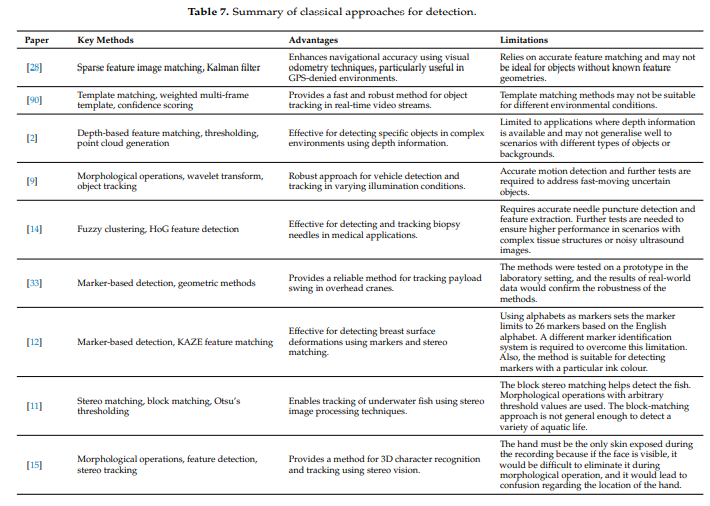 Table 7. Summary of classical approaches for detection.
Paper Key Methods Advantages Limitations
[28] Sparse feature image matching, Kalman filter
Enhances navigational accuracy using visual
odometry techniques, particularly useful in
GPS-denied environments.
Relies on accurate feature matching and may not
be ideal for objects without known feature
geometries.
[90] Template matching, weighted multi-frame
template, confidence scoring
Provides a fast and robust method for object
tracking in real-time video streams.
Template matching methods may not be suitable
for different environmental conditions.
[2] Depth-based feature matching, thresholding,
point cloud generation
Effective for detecting specific objects in complex
environments using depth information.
Limited to applications where depth information
is available and may not generalise well to
scenarios with different types of objects or
backgrounds.
[9] Morphological operations, wavelet transform,
object tracking
Robust approach for vehicle detection and
tracking in varying illumination conditions.
Accurate motion detection and further tests are
required to address fast-moving uncertain
objects.
[14] Fuzzy clustering, HoG feature detection
Effective for detecting and tracking biopsy
needles in medical applications.
Requires accurate needle puncture detection and
feature extraction. Further tests are needed to
ensure higher performance in scenarios with
complex tissue structures or noisy ultrasound
images.
[33] Marker-based detection, geometric methods
Provides a reliable method for tracking payload
swing in overhead cranes.
The methods were tested on a prototype in the
laboratory setting, and the results of real-world
data would confirm the robustness of the
methods.
[12] Marker-based detection, KAZE feature matching
Effective for detecting breast surface
deformations using markers and stereo
matching.
Using alphabets as markers sets the marker
limits to 26 markers based on the English
alphabet. A different marker identification
system is required to overcome this limitation.
Also, the method is suitable for detecting
markers with a particular ink colour.
[11] Stereo matching, block matching, Otsu's
thresholding
Enables tracking of underwater fish using stereo
image processing techniques.
The block stereo matching helps detect the fish.
Morphological operations with arbitrary
threshold values are used. The block-matching
approach is not general enough to detect a
variety of aquatic life.
[15] Morphological operations, feature detection,
stereo tracking
Provides a method for 3D character recognition
and tracking using stereo vision.
The hand must be the only skin exposed during
the recording because if the face is visible, it
would be difficult to eliminate it during
morphological operation, and it would lead to
confusion regarding the location of the hand.